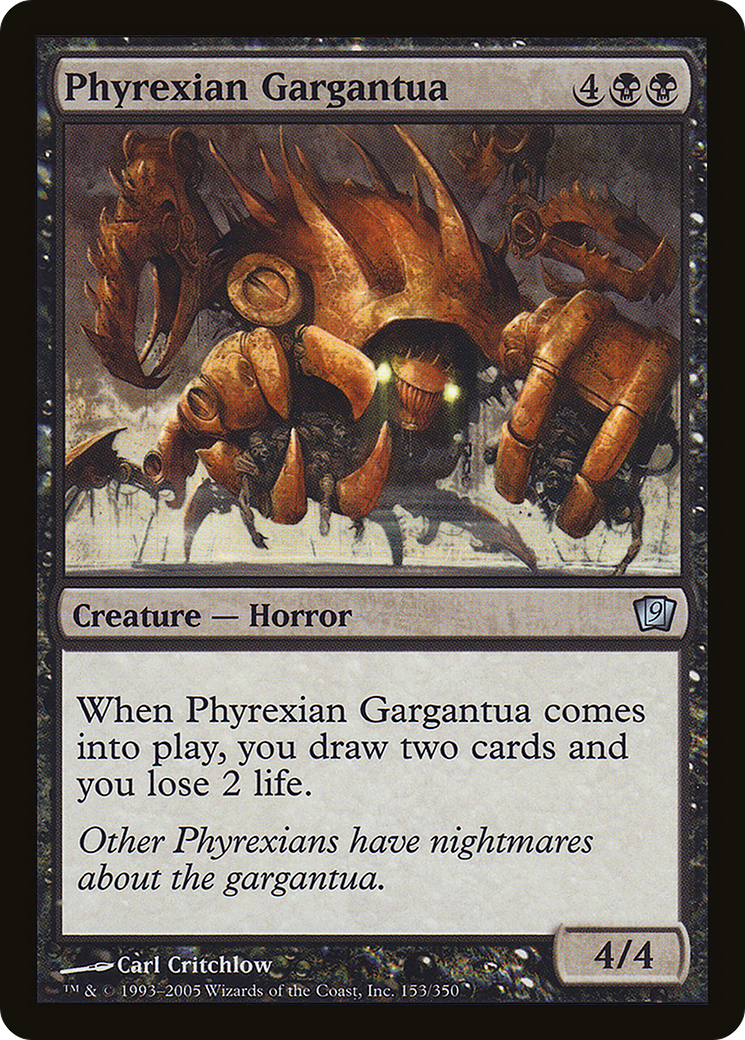 Phyrexian Gargantua 4
Creature — Horror 9
When Phyrexian Gargantua comes
into play, you draw two cards and
you lose 2 life.
Other Phyrexians have nightmares
about the gargantua.
4/4
Carl Critchlow
™ & © 1993–2005 Wizards of the Coast, Inc. 153/350